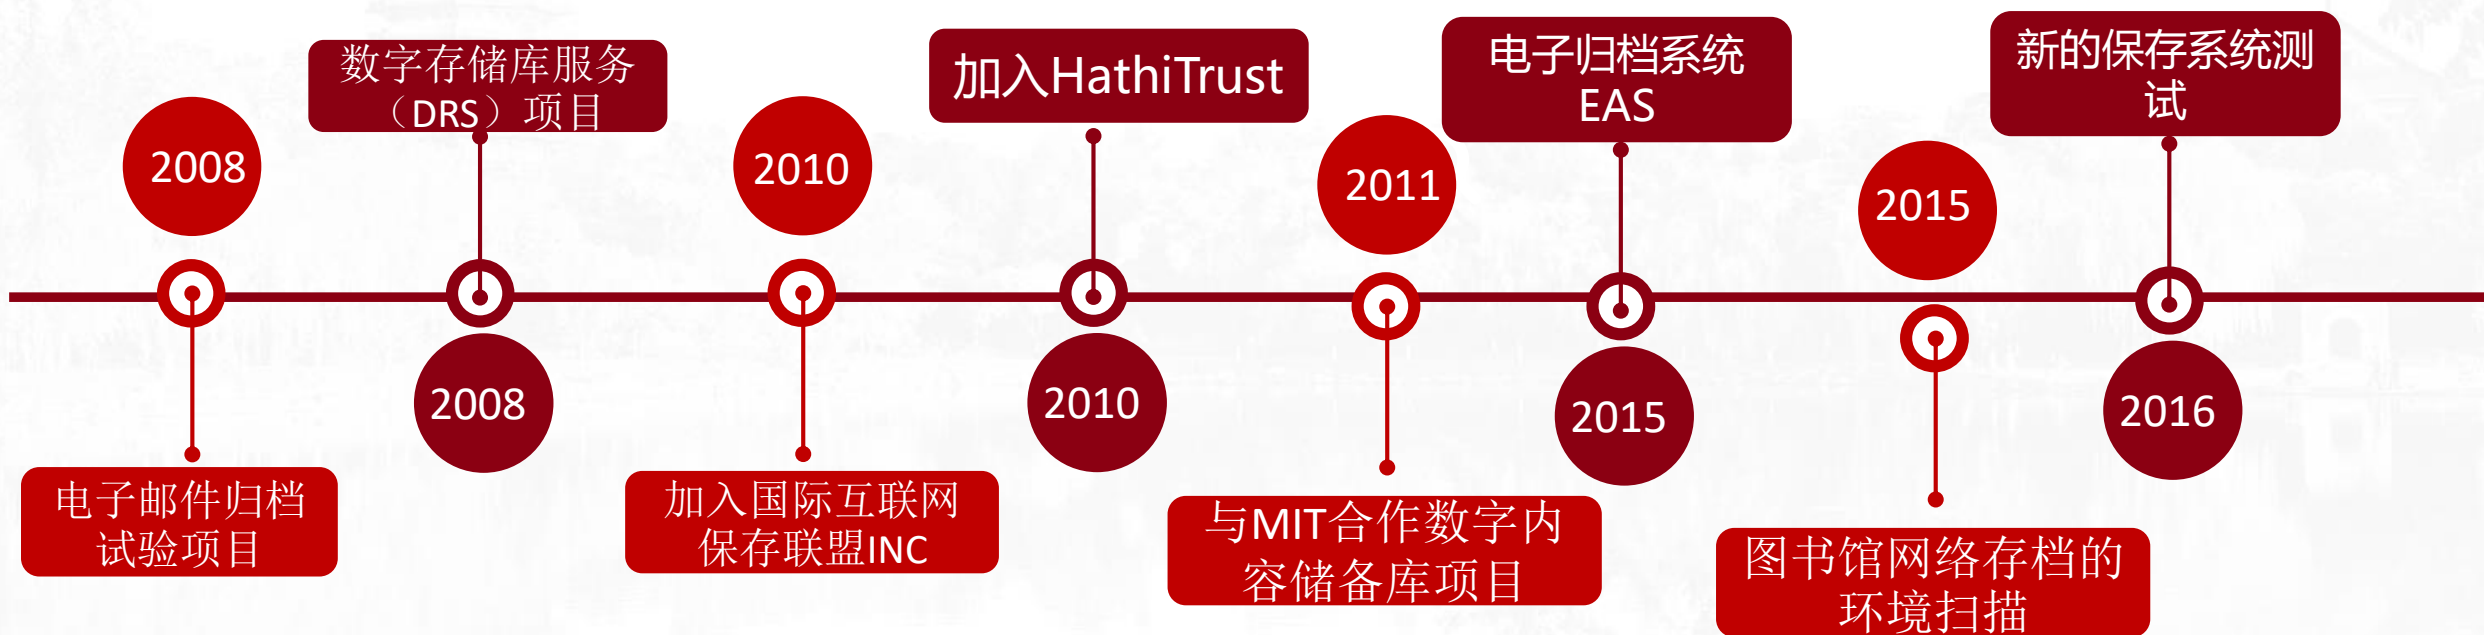 2008
电子邮件归档
试验项目
数字存储库服务
（DRS）项目
2008
2010
加入国际互联网
保存联盟INC
加入HathiTrust
2010
2011
与MIT合作数字内
容储备库项目
电子归档系统
EAS
2015
2015
图书馆网络存档的
环境扫描
新的保存系统测
试
2016